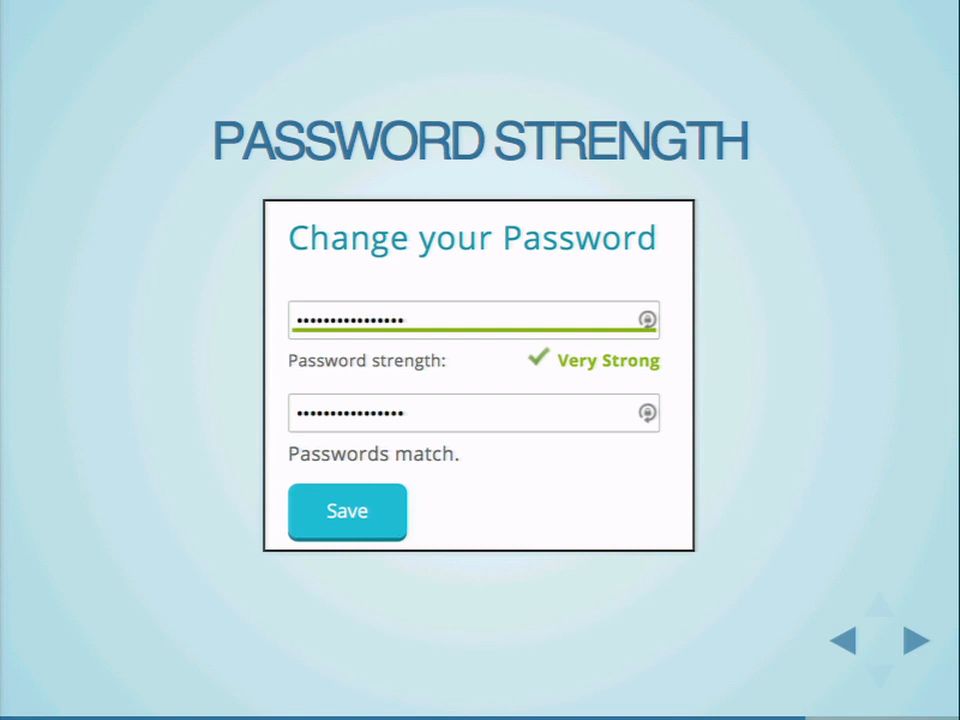 PASSWORD STRENGTH
Change your Password
••••••••••••••••
Password strength: Very Strong
••••••••••••••••
Passwords match.
Save